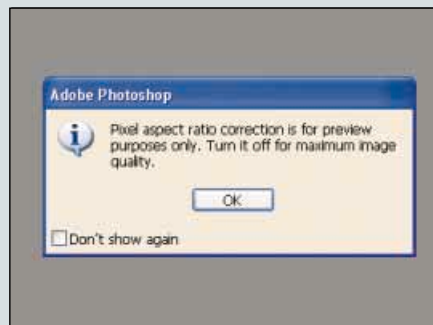 Adobe Photoshop
Pixel aspect ratio correction is for preview
purposes only. Turn it off for maximum image
quality.
OK
Don't show again